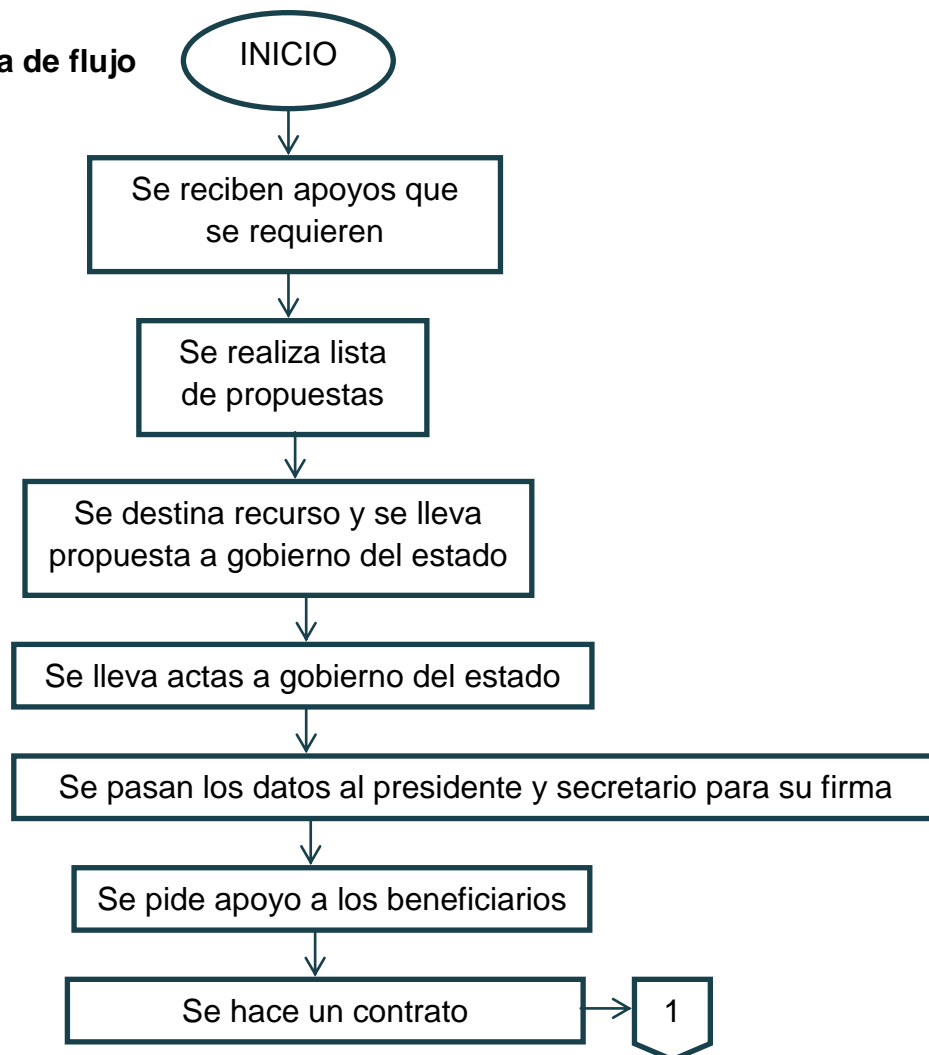 a de flujo
INICIO
Se reciben apoyos que
se requieren
Se realiza lista
de propuestas
Se destina recurso y se lleva
propuesta a gobierno del estado
Se lleva actas a gobierno del estado
Se pasan los datos al presidente y secretario para su firma
Se pide apoyo a los beneficiarios
Se hace un contrato
1